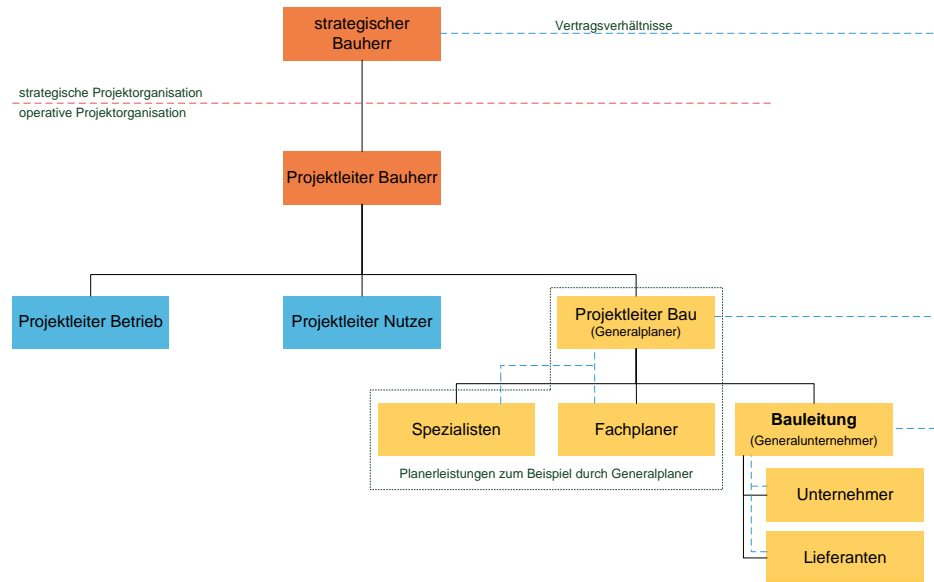 strategischer
Bauherr
Vertragsverhältnisse
strategische Projektorganisation
operative Projektorganisation
Projektleiter Bauherr
Projektleiter Betrieb
Projektleiter Nutzer
Projektleiter Bau
(Generalplaner)
Spezialisten
Fachplaner
Bauleitung
(Generalunternehmer)
Planerleistungen zum Beispiel durch Generalplaner
Unternehmer
Lieferanten